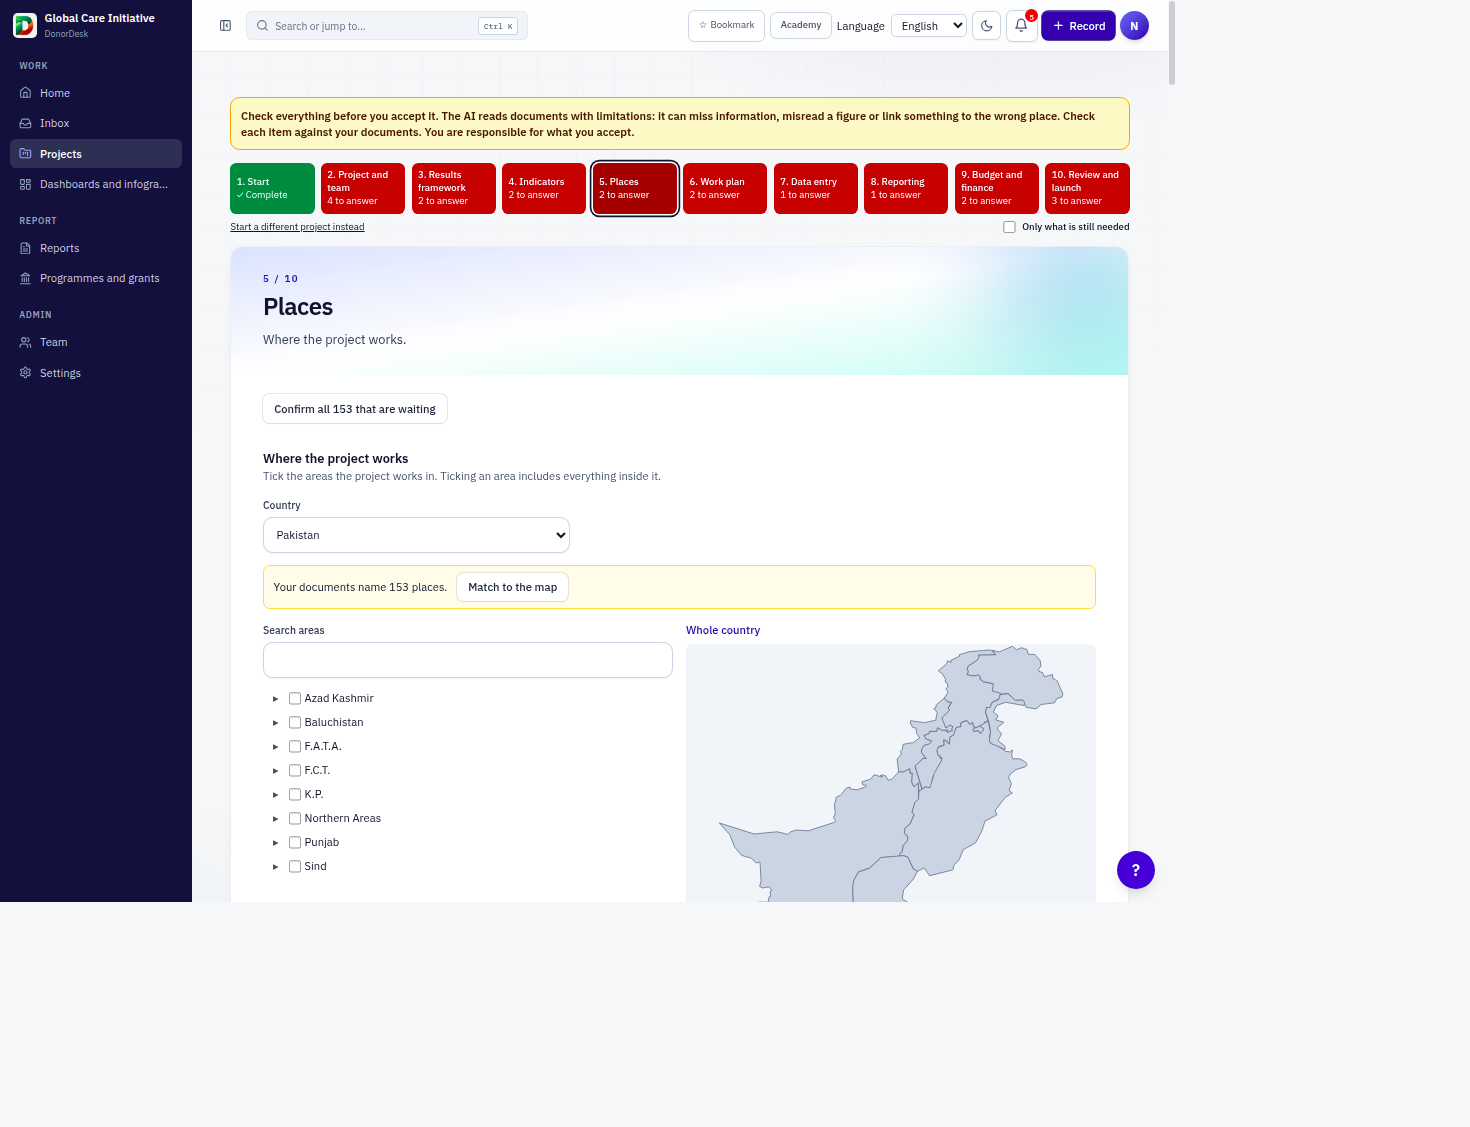 Global Care Initiative
DonorDesk
WORK
Home
Inbox
Projects
Dashboards and infogra...
REPORT
Reports
Programmes and grants
ADMIN
Team
Settings
Search or jump to...
Ctrl K
☆ Bookmark
Academy
Language
English
5
+ Record
N
Check everything before you accept it. The AI reads documents with limitations: it can miss information, misread a figure or link something to the wrong place. Check
each item against your documents. You are responsible for what you accept.
1. Start
✓ Complete
2. Project and
team
4 to answer
3. Results
framework
2 to answer
4. Indicators
2 to answer
5. Places
2 to answer
6. Work plan
2 to answer
7. Data entry
1 to answer
8. Reporting
1 to answer
9. Budget and
finance
2 to answer
10. Review and
launch
3 to answer
Start a different project instead
Only what is still needed
5 / 10
Places
Where the project works.
Confirm all 153 that are waiting
Where the project works
Tick the areas the project works in. Ticking an area includes everything inside it.
Country
Pakistan
Your documents name 153 places.
Match to the map
Search areas
Whole country
Azad Kashmir
Baluchistan
F.A.T.A.
F.C.T.
K.P.
Northern Areas
Punjab
Sind
?